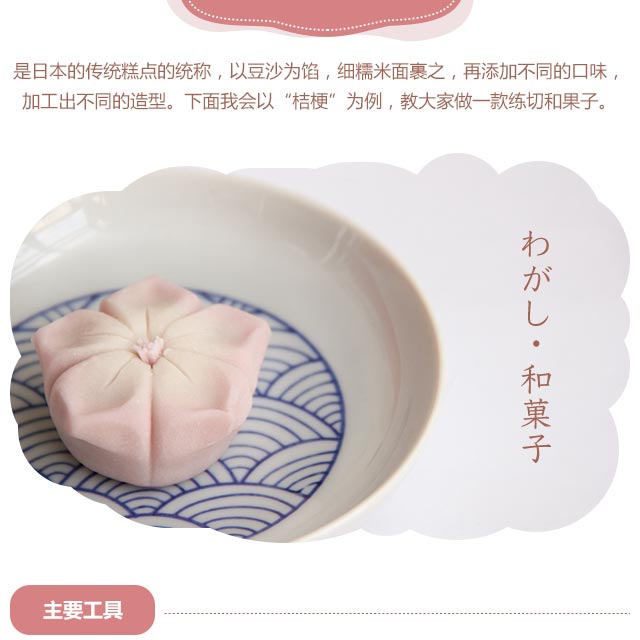 是日本的传统糕点的统称，以豆沙为馅，细糯米面裹之，再添加不同的口味，
加工出不同的造型。下面我会以“桔梗”为例，教大家做一款练切和果子。
わがし・和菓子
主要工具